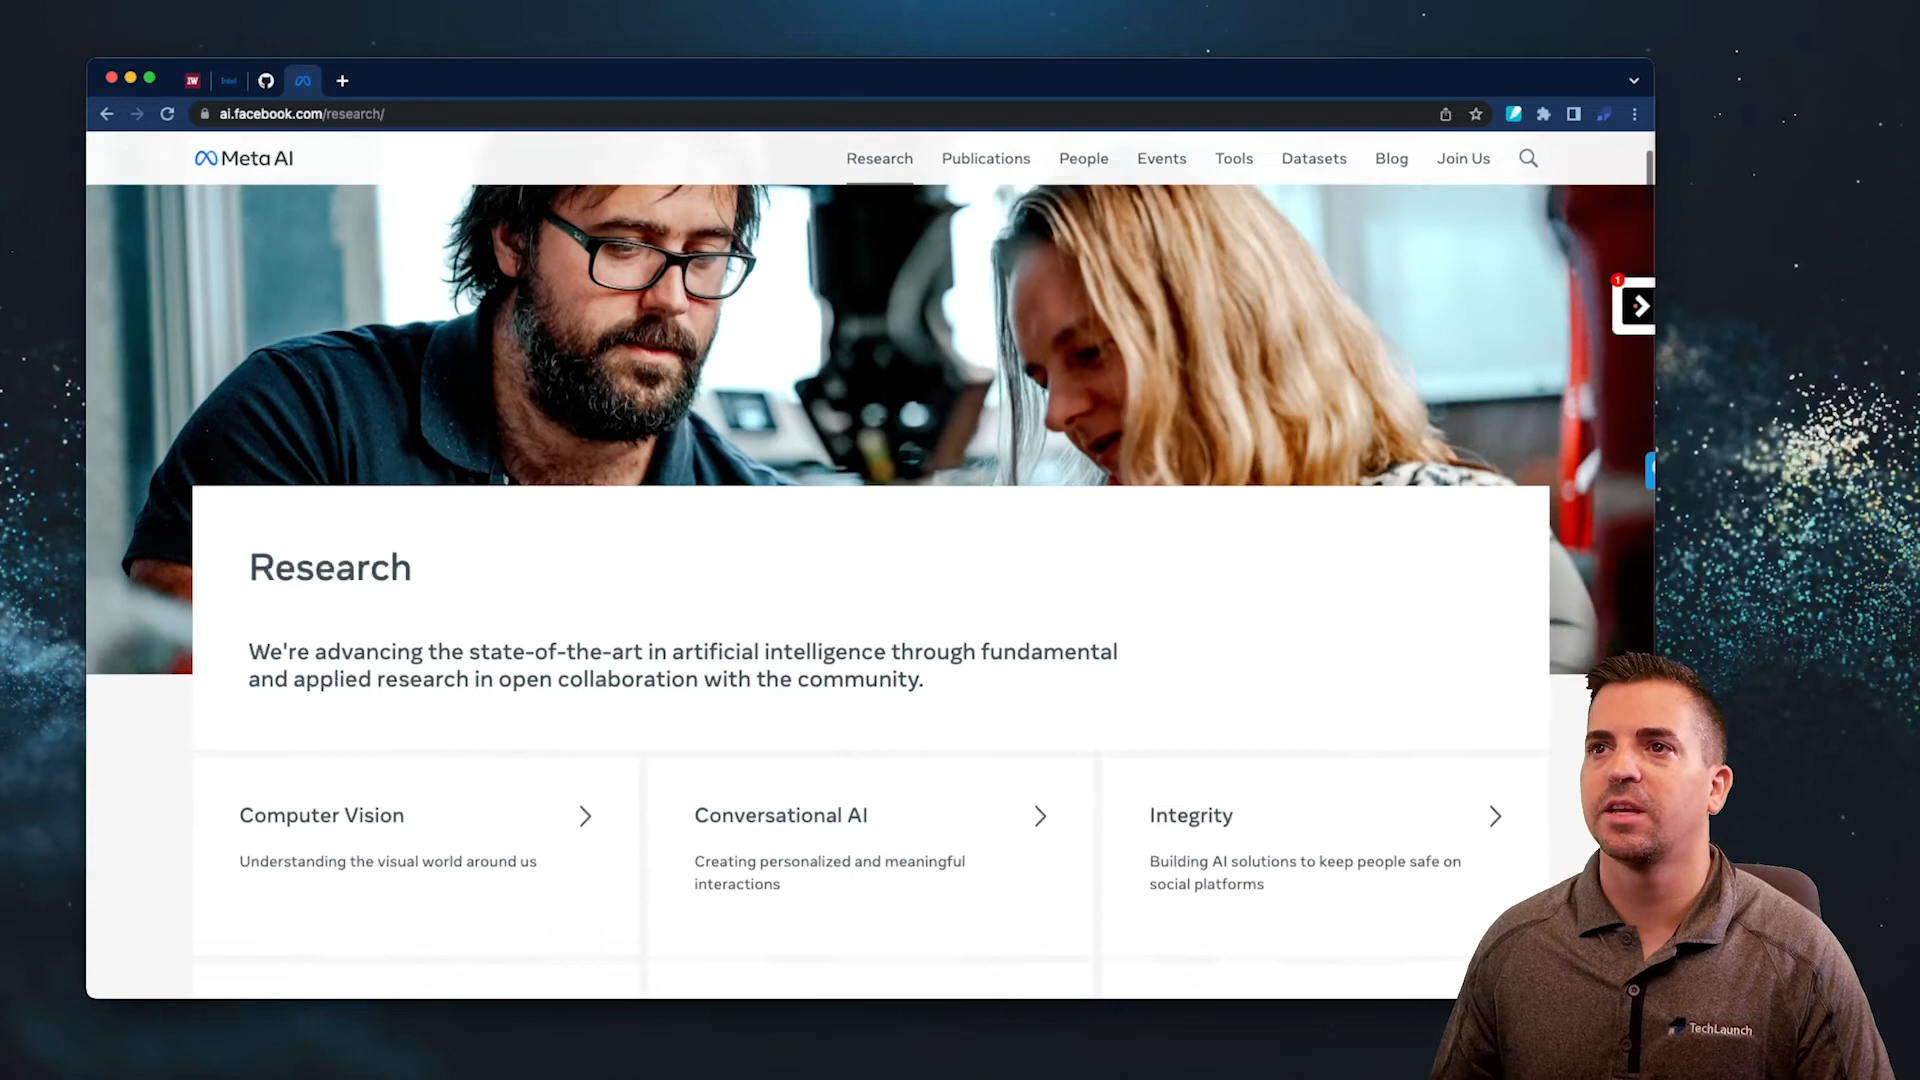 IW
Intel
ai.facebook.com/research/
Meta AI
Research
Publications
People
Events
Tools
Datasets
Blog
Join Us
1
Research
We're advancing the state-of-the-art in artificial intelligence through fundamental
and applied research in open collaboration with the community.
Computer Vision
Understanding the visual world around us
Conversational AI
Creating personalized and meaningful
interactions
Integrity
Building AI solutions to keep people safe on
social platforms
TechLaunch